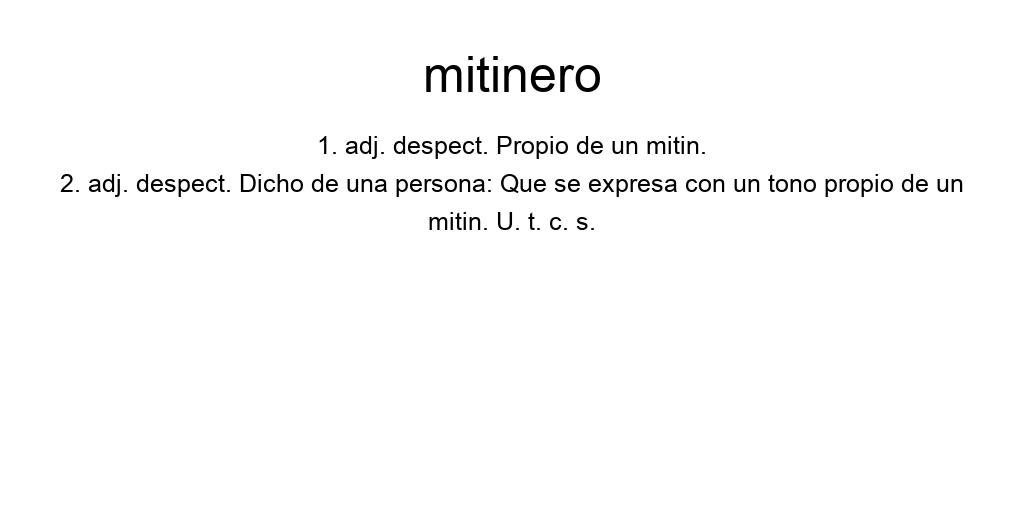 mitinero
1. adj. despect. Propio de un mitin.
2. adj. despect. Dicho de una persona: Que se expresa con un tono propio de un
mitin. U. t. c. s.